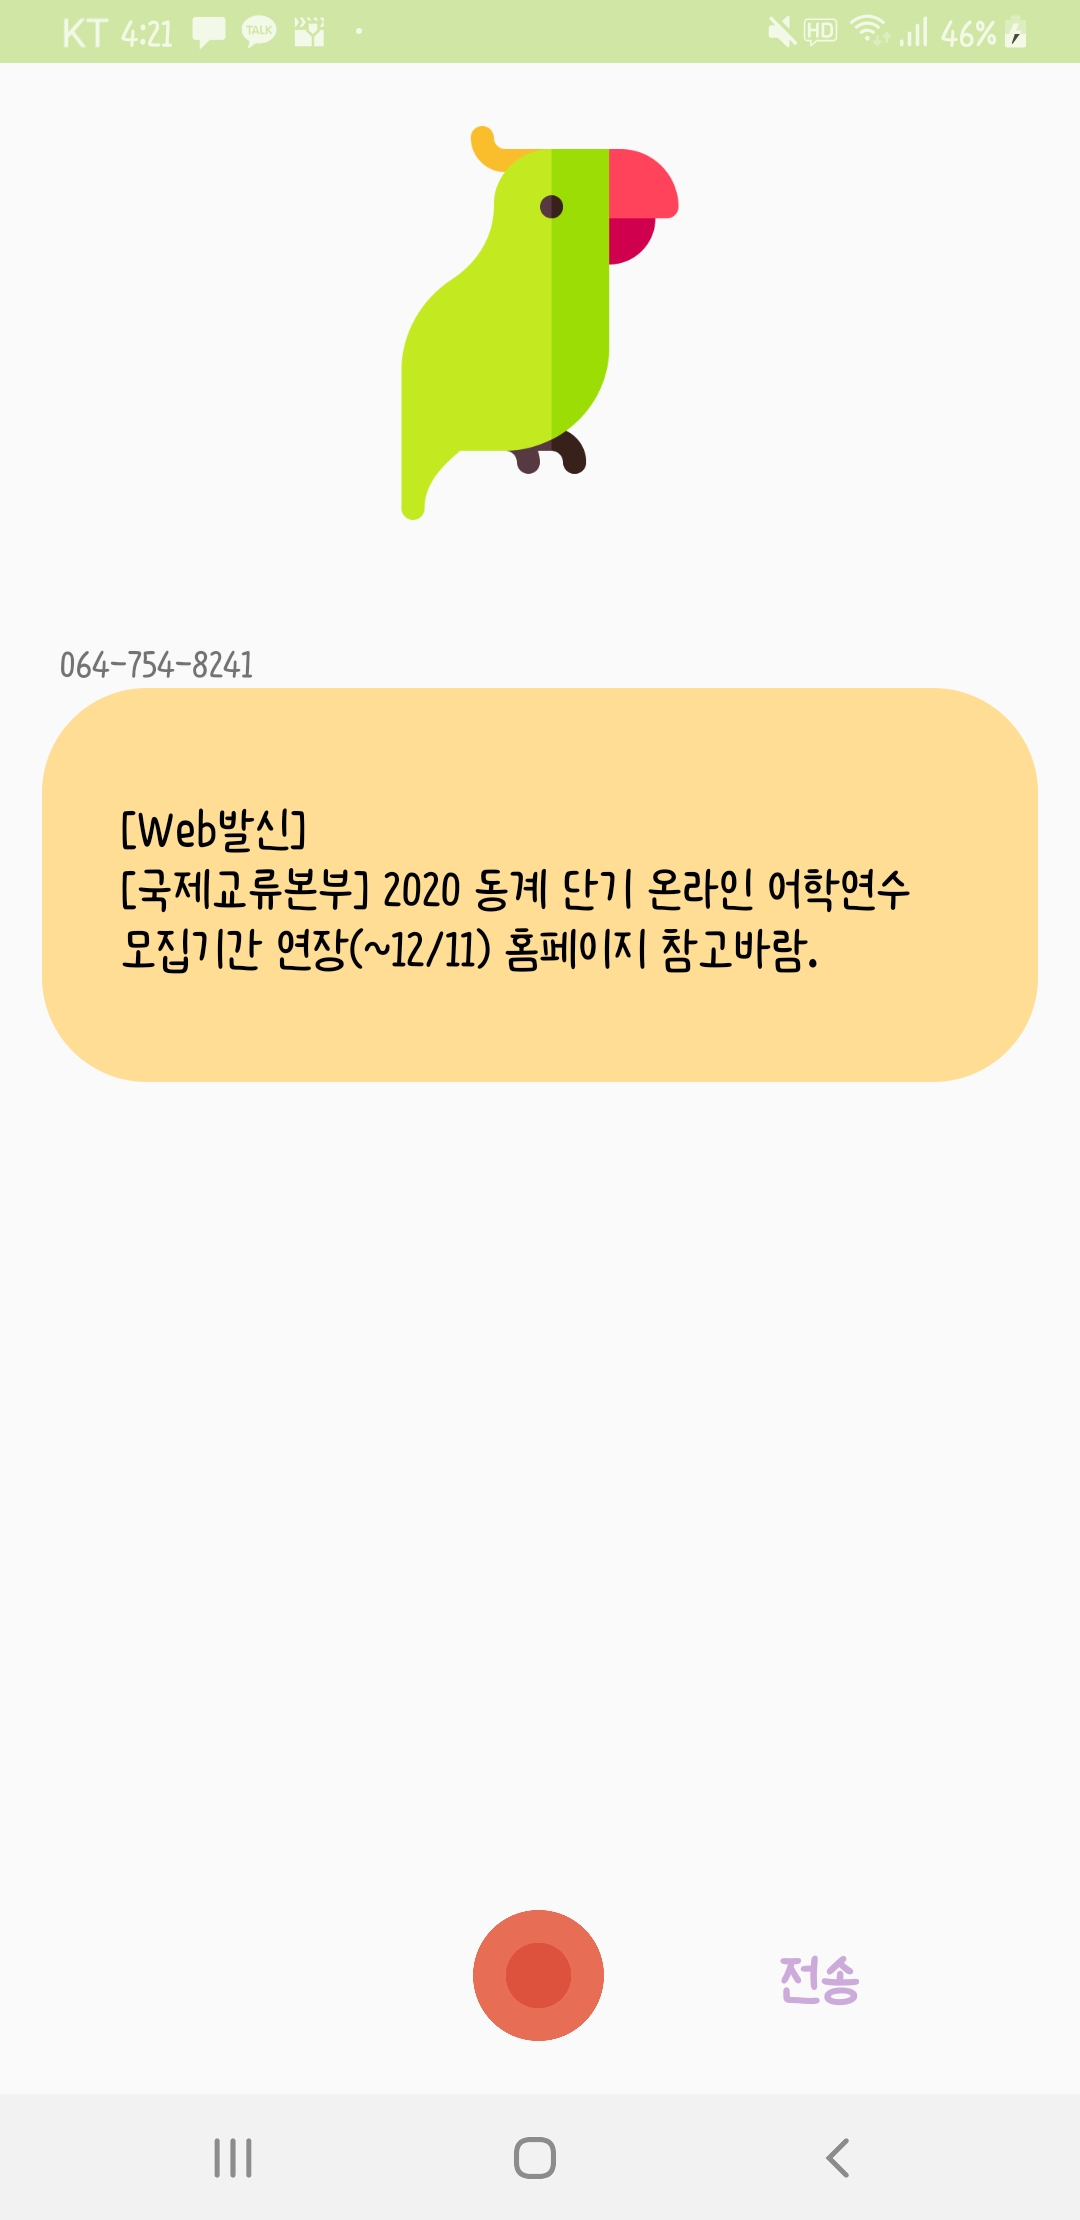 KT 4:21 TALK HD 46%
064-754-8241
[Web발신]
[국제교류본부] 2020 동계 단기 온라인 어학연수
모집기간 연장(~12/11) 홈페이지 참고바람.
전송